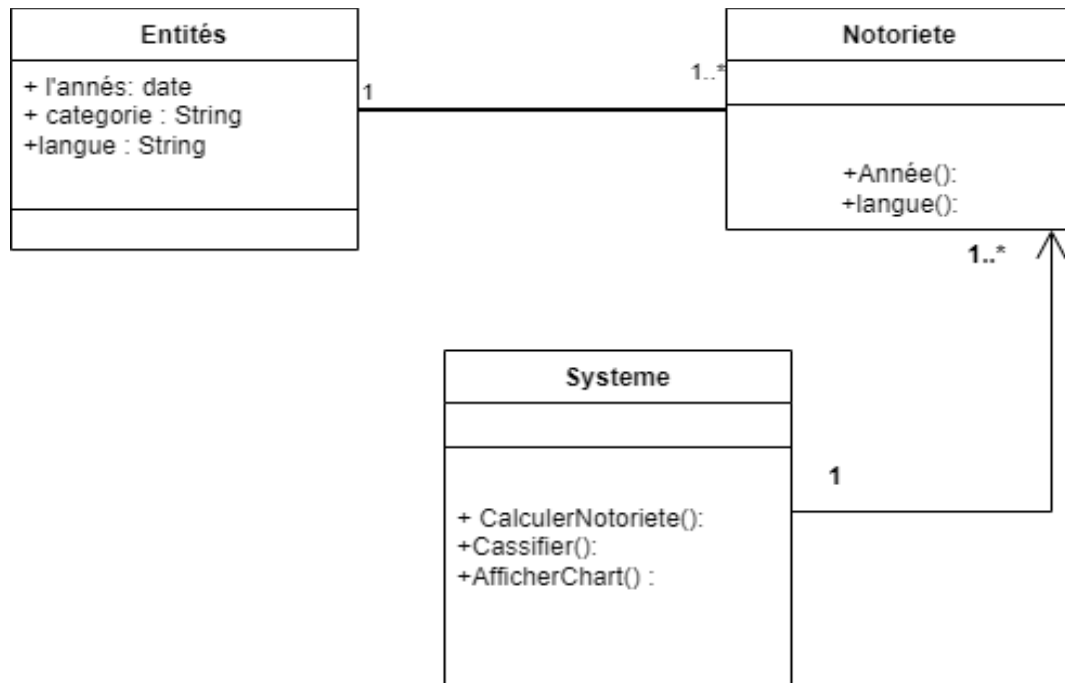 Entités
+ l'annés: date
+ categorie : String
+langue : String
1
1..*
Notoriete
+Année():
+langue():
1..*
Systeme
+ CalculerNotoriete():
+Cassifier():
+AfficherChart() :
1